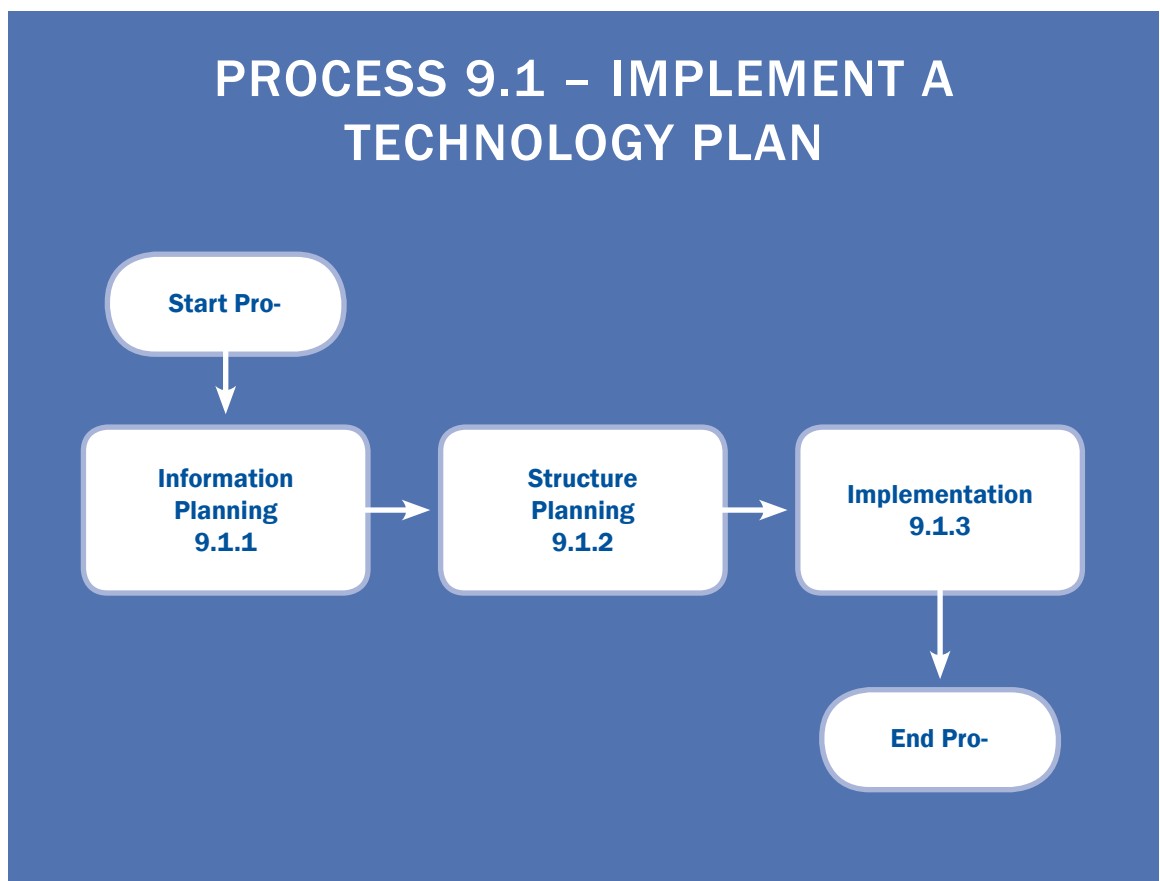 PROCESS 9.1 – IMPLEMENT A
TECHNOLOGY PLAN
Start Pro-
Information
Planning
9.1.1
Structure
Planning
9.1.2
Implementation
9.1.3
End Pro-